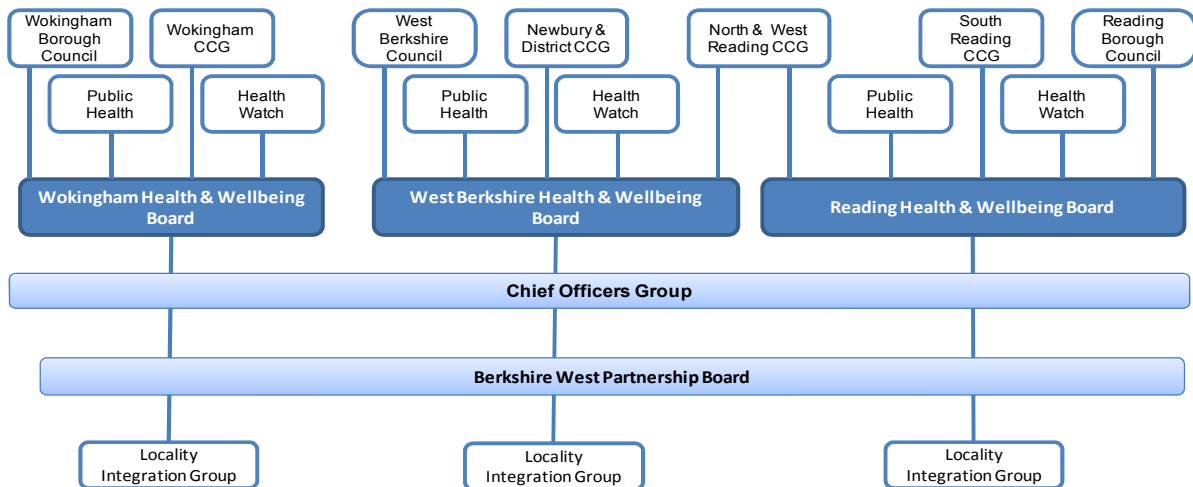 Wokingham
Borough
Council
Wokingham
CCG
West
Berkshire
Council
Newbury &
District CCG
North & West
Reading CCG
South
Reading
CCG
Reading
Borough
Council
Public
Health
Health
Watch
Public
Health
Health
Watch
Public
Health
Health
Watch
Wokingham Health & Wellbeing
Board
West Berkshire Health & Wellbeing
Board
Reading Health & Wellbeing Board
Chief Officers Group
Berkshire West Partnership Board
Locality
Integration Group
Locality
Integration Group
Locality
Integration Group